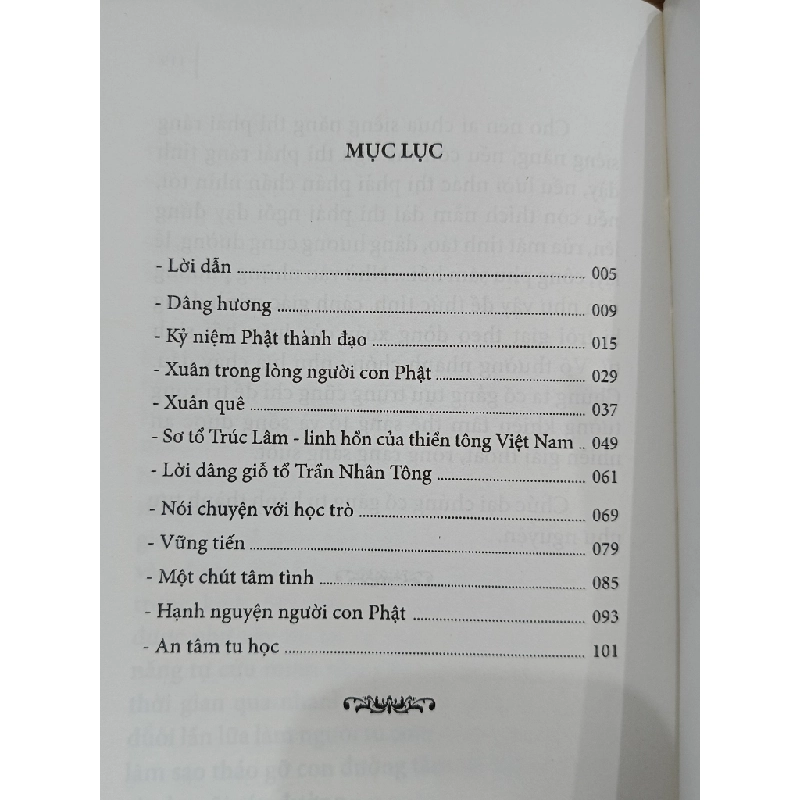 MỤC LỤC
- Lời dẫn ........ 005
- Dâng hương ........ 009
- Kỷ niệm Phật thành đạo ........ 015
- Xuân trong lòng người con Phật ........ 029
- Xuân quê ........ 037
- Sơ tổ Trúc Lâm - linh hồn của thiền tông Việt Nam .. 049
- Lời dâng giỗ tổ Trần Nhân Tông ........ 061
- Nói chuyện với học trò ........ 069
- Vững tiến ........ 079
- Một chút tâm tình ........ 085
- Hạnh nguyện người con Phật ........ 093
- An tâm tu học ........ 101